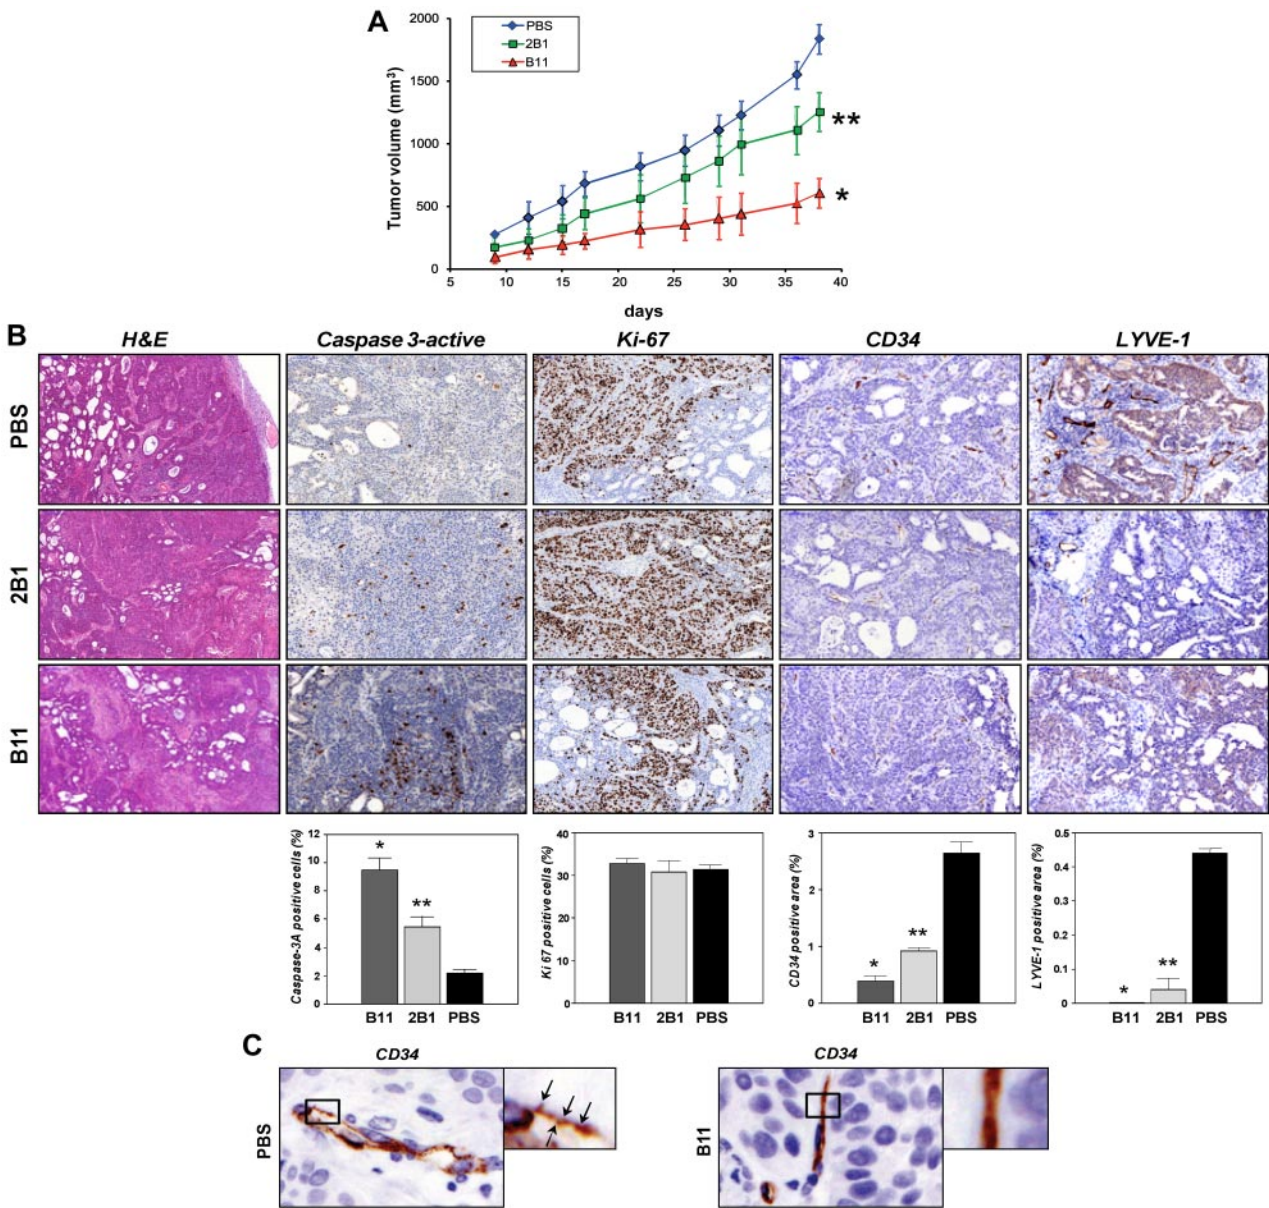 A
PBS
2B1
B11
Tumor volume (mm³)
2000
1500
1000
500
0
5 10 15 20 25 30 35 40
days
**
*
B
H&E Caspase 3-active Ki-67 CD34 LYVE-1
PBS
2B1
B11
Caspase-3A positive cells (%)
12
10
8
6
4
2
0
*
**
B11 2B1 PBS
Ki 67 positive cells (%)
40
30
20
10
0
B11 2B1 PBS
CD34 positive area (%)
3
2
1
0
*
**
B11 2B1 PBS
LYVE-1 positive area (%)
0.5
0.4
0.3
0.2
0.1
0
*
**
B11 2B1 PBS
C
CD34 CD34
PBS
B11